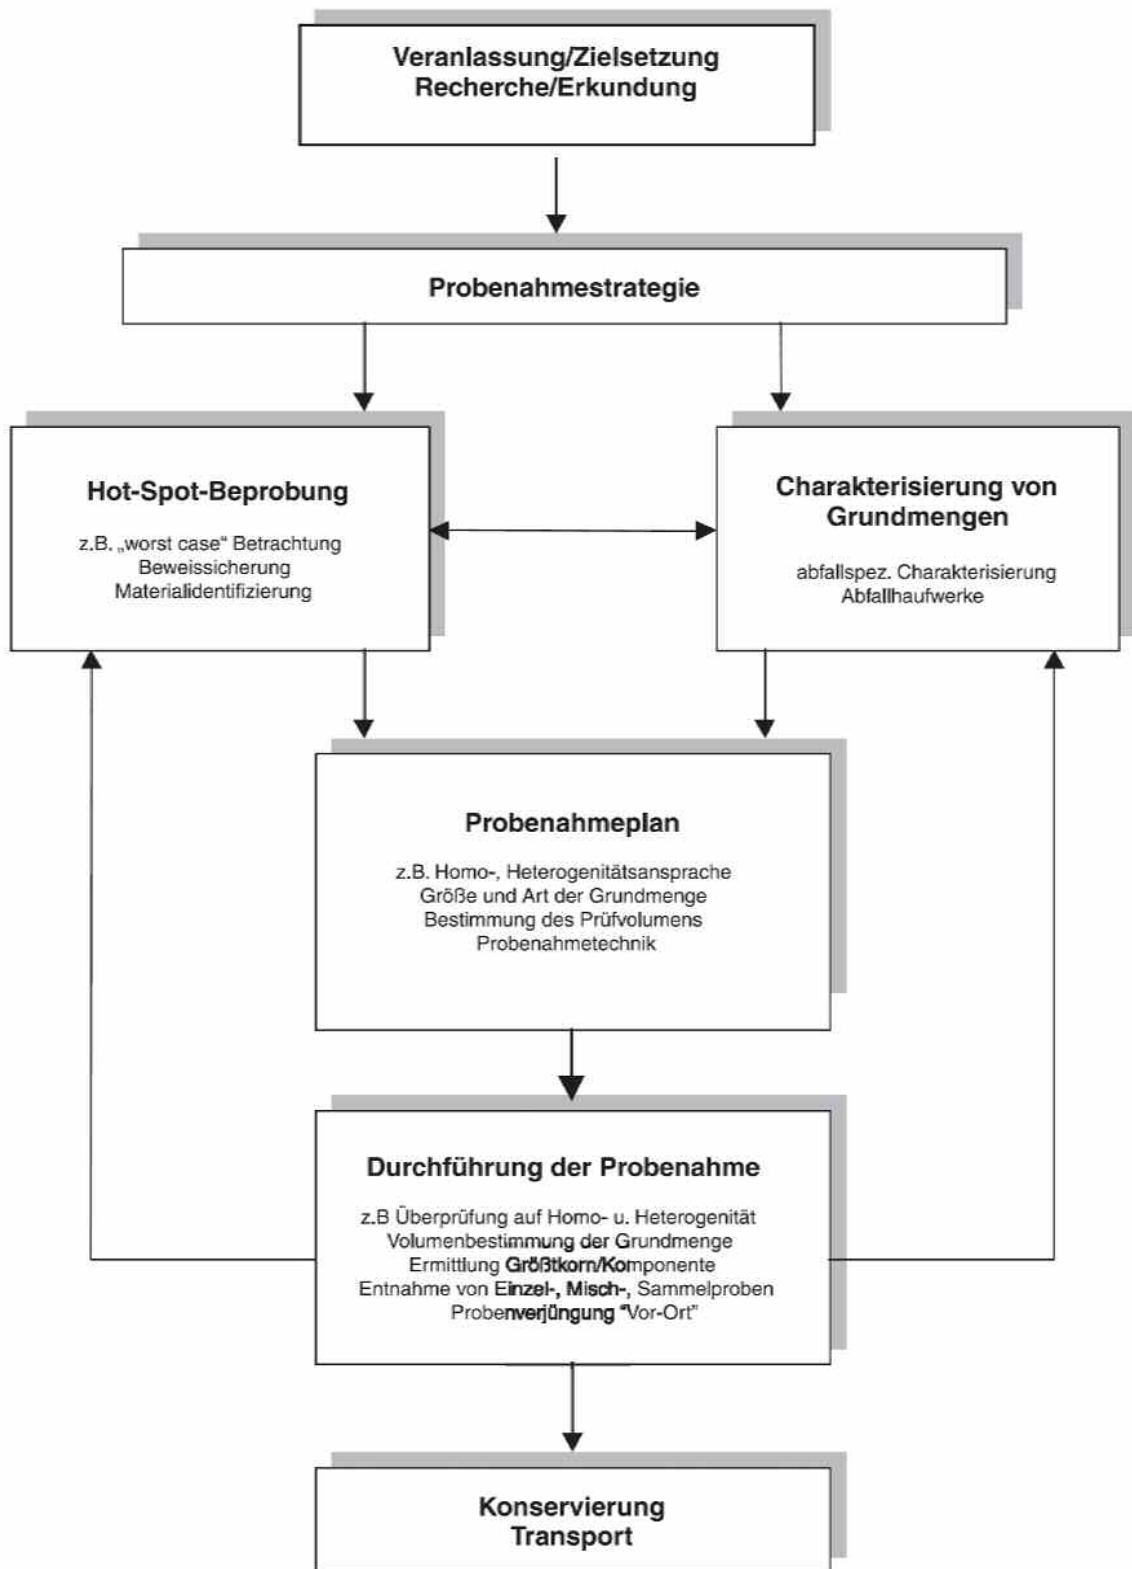 Veranlassung/Zielsetzung
Recherche/Erkundung
Probenahmestrategie
Hot-Spot-Beprobung
z.B. „worst case“ Betrachtung
Beweissicherung
Materialidentifizierung
Charakterisierung von
Grundmengen
abfallspez. Charakterisierung
Abfallhaufwerke
Probenahmeplan
z.B. Homo-, Heterogenitätsansprache
Größe und Art der Grundmenge
Bestimmung des Prüfvolumens
Probenahmetechnik
Durchführung der Probenahme
z.B Überprüfung auf Homo- u. Heterogenität
Volumenbestimmung der Grundmenge
Ermittlung Größtkorn/Komponente
Entnahme von Einzel-, Misch-, Sammelproben
Probenverjüngung "Vor-Ort"
Konservierung
Transport